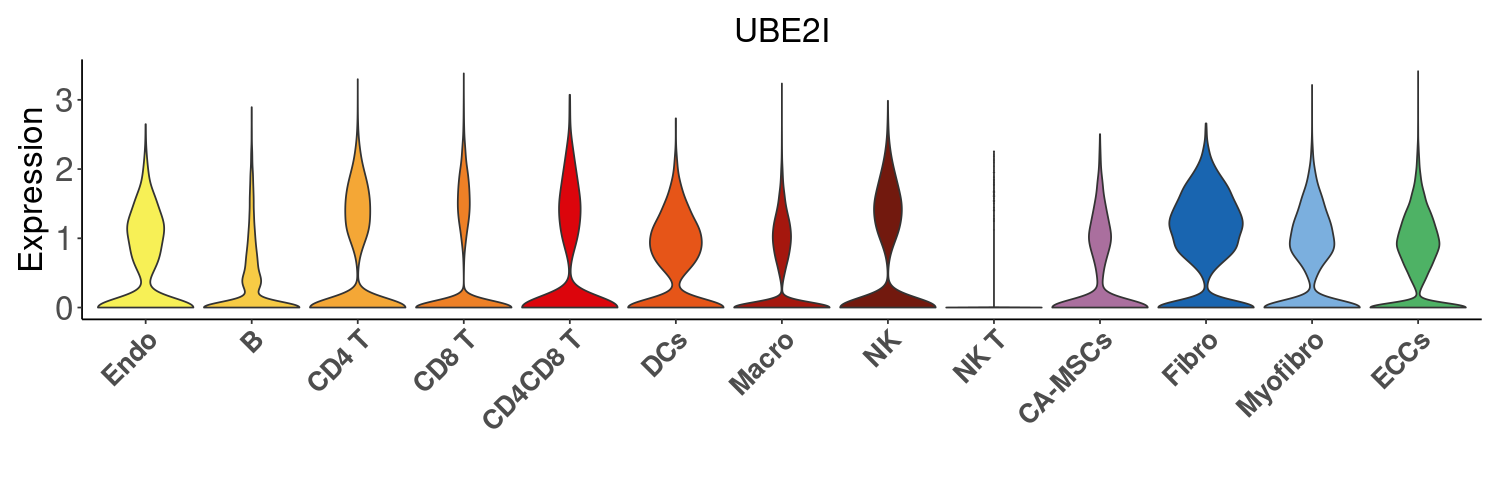 UBE2I
Expression
3
2
1
0
Endo
B
CD4 T
CD8 T
CD4CD8 T
DCs
Macro
NK
NK T
CA-MSCs
Fibro
Myofibro
ECCs